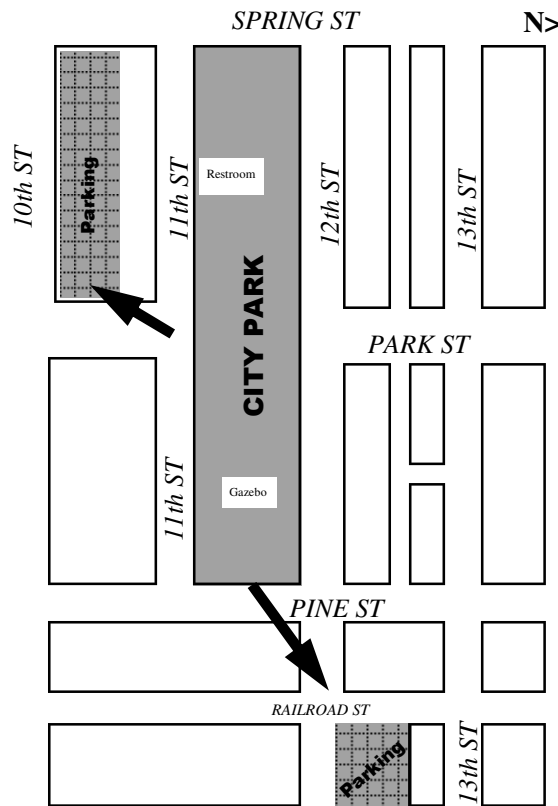 SPRING ST
N>
10th ST
Parking
11th ST
Restroom
12th ST
13th ST
CITY PARK
PARK ST
11th ST
Gazebo
PINE ST
RAILROAD ST
Parking
13th ST